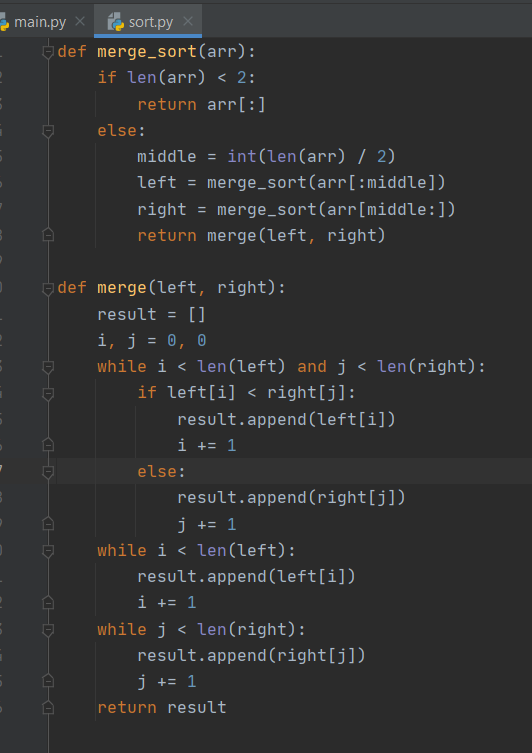 main.py sort.py
def merge_sort(arr):
    if len(arr) < 2:
        return arr[:]
    else:
        middle = int(len(arr) / 2)
        left = merge_sort(arr[:middle])
        right = merge_sort(arr[middle:])
        return merge(left, right)
def merge(left, right):
    result = []
    i, j = 0, 0
    while i < len(left) and j < len(right):
        if left[i] < right[j]:
            result.append(left[i])
            i += 1
        else:
            result.append(right[j])
            j += 1
    while i < len(left):
        result.append(left[i])
        i += 1
    while j < len(right):
        result.append(right[j])
        j += 1
    return result